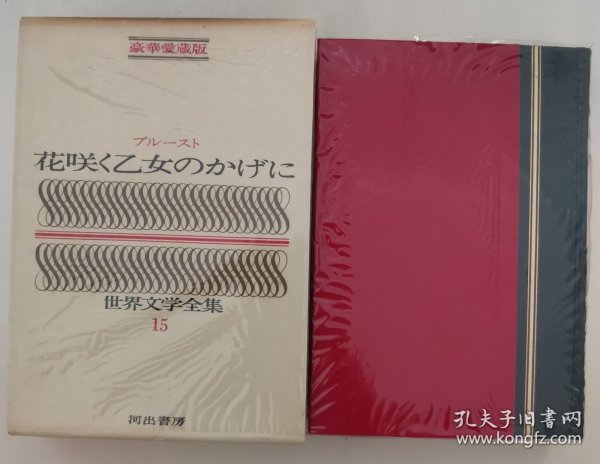 豪華愛蔵版
プルースト
花咲く乙女のかげに
世界文学全集
15
河出書房
孔夫子旧书网
www.kongfz.com